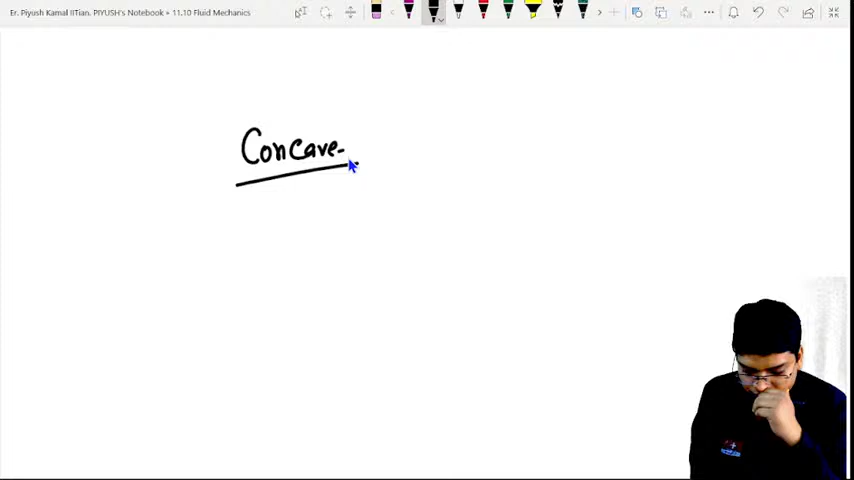 Er. Piyush Kamal IITian. PIYUSH's Notebook » 11.10 Fluid Mechanics
Concave-